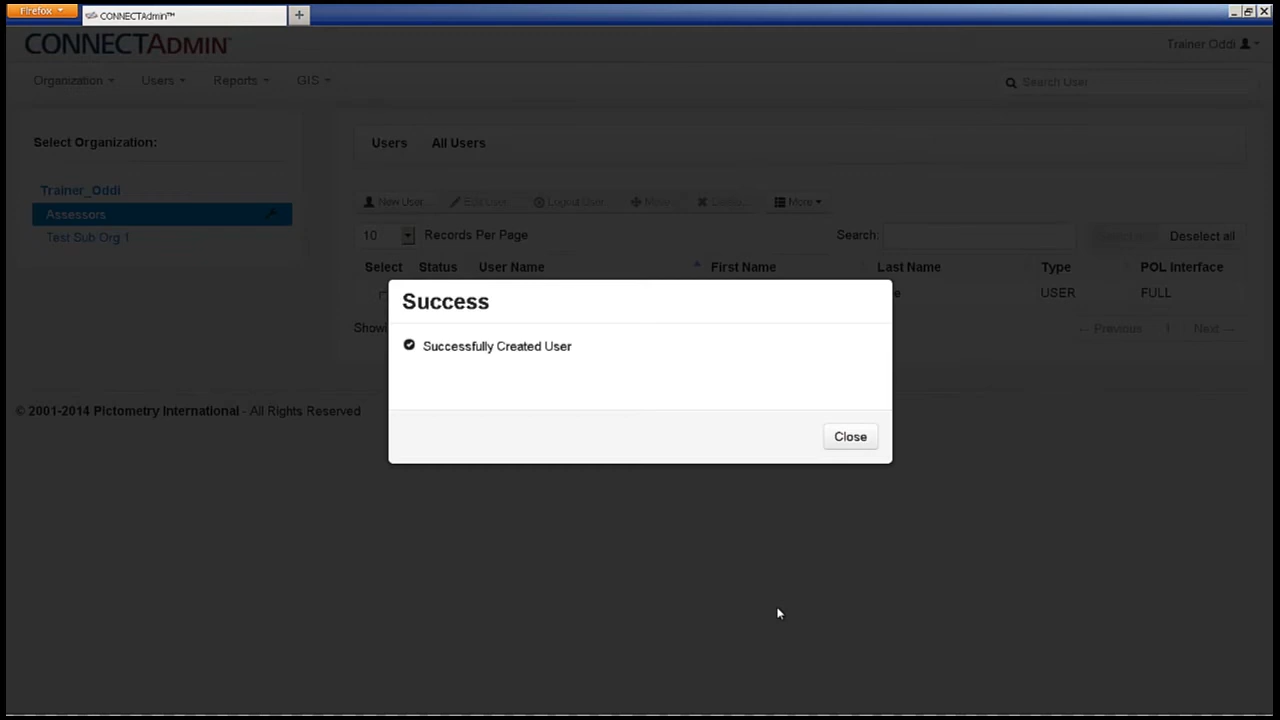 Firefox
CONNECTAdmin™
CONNECTADMIN™
Trainer Oddi
Organization
Users
Reports
GIS
Search User
Select Organization:
Trainer_Oddi
Assessors
Test Sub Org 1
Users
All Users
New User...
Edit User...
Logout User...
Move...
More
10
Records Per Page
Search:
Deselect all
Select
Status
User Name
First Name
Last Name
Type
POL Interface
USER
FULL
← Previous
1
Next →
Success
Successfully Created User
Close
© 2001-2014 Pictometry International - All Rights Reserved